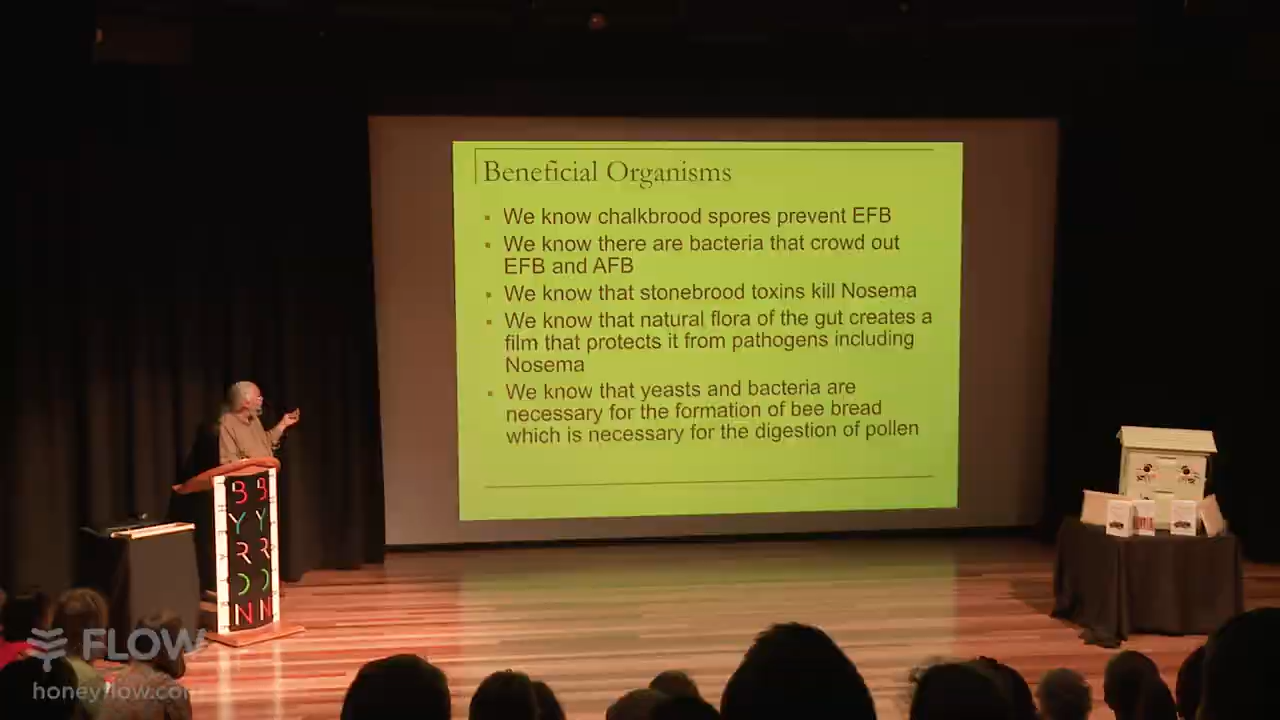 Beneficial Organisms
▪ We know chalkbrood spores prevent EFB
▪ We know there are bacteria that crowd out
EFB and AFB
▪ We know that stonebrood toxins kill Nosema
▪ We know that natural flora of the gut creates a
film that protects it from pathogens including
Nosema
▪ We know that yeasts and bacteria are
necessary for the formation of bee bread
which is necessary for the digestion of pollen
BYRON
BYRON
FLOW
honeyflow.com